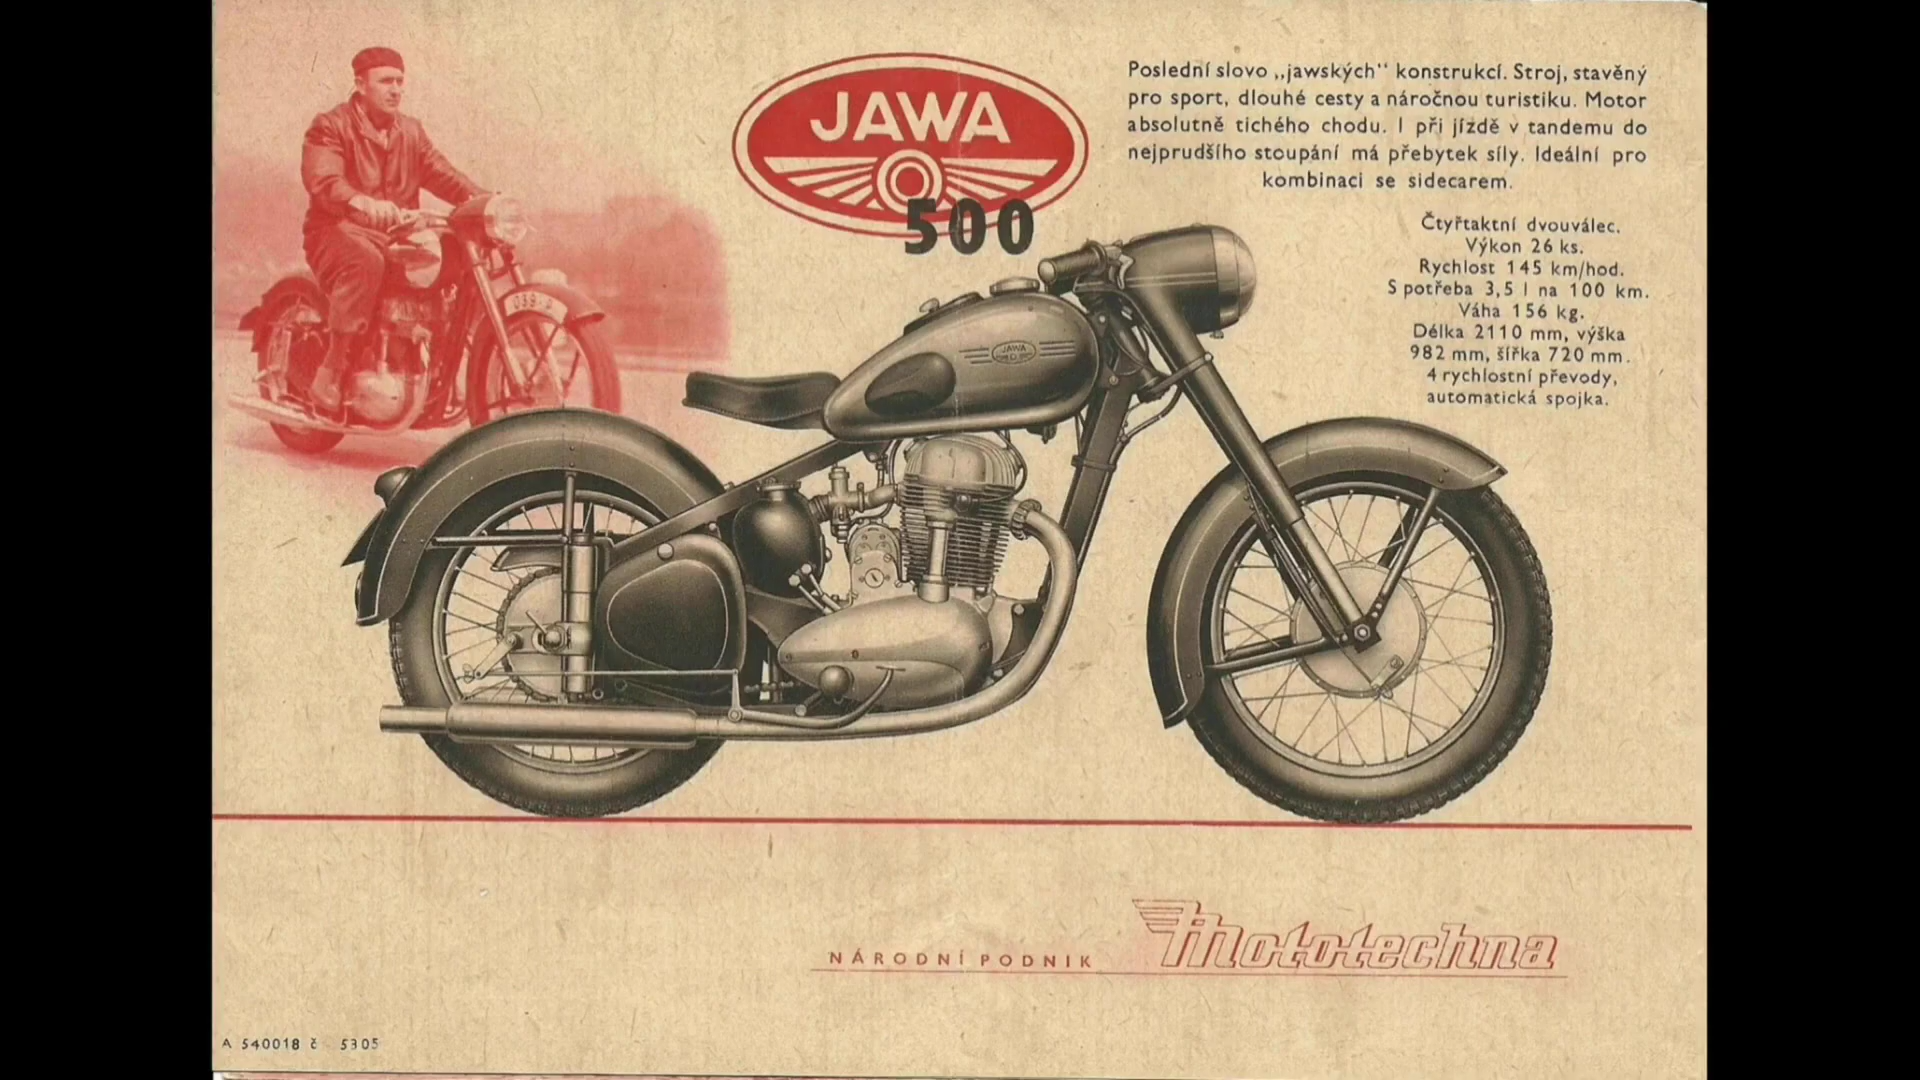 JAWA
500
Poslední slovo „jawských" konstrukcí. Stroj, stavěný
pro sport, dlouhé cesty a náročnou turistiku. Motor
absolutně tichého chodu. I při jízdě v tandemu do
nejprudšího stoupání má přebytek síly. Ideální pro
kombinaci se sidecarem.
Čtyřtaktní dvouválec.
Výkon 26 ks.
Rychlost 145 km/hod.
Spotřeba 3,5 l na 100 km.
Váha 156 kg.
Délka 2110 mm, výška
982 mm, šířka 720 mm.
4 rychlostní převody,
automatická spojka.
JAWA
NÁRODNÍ PODNIK
Mototechna
A 540018 č 5305